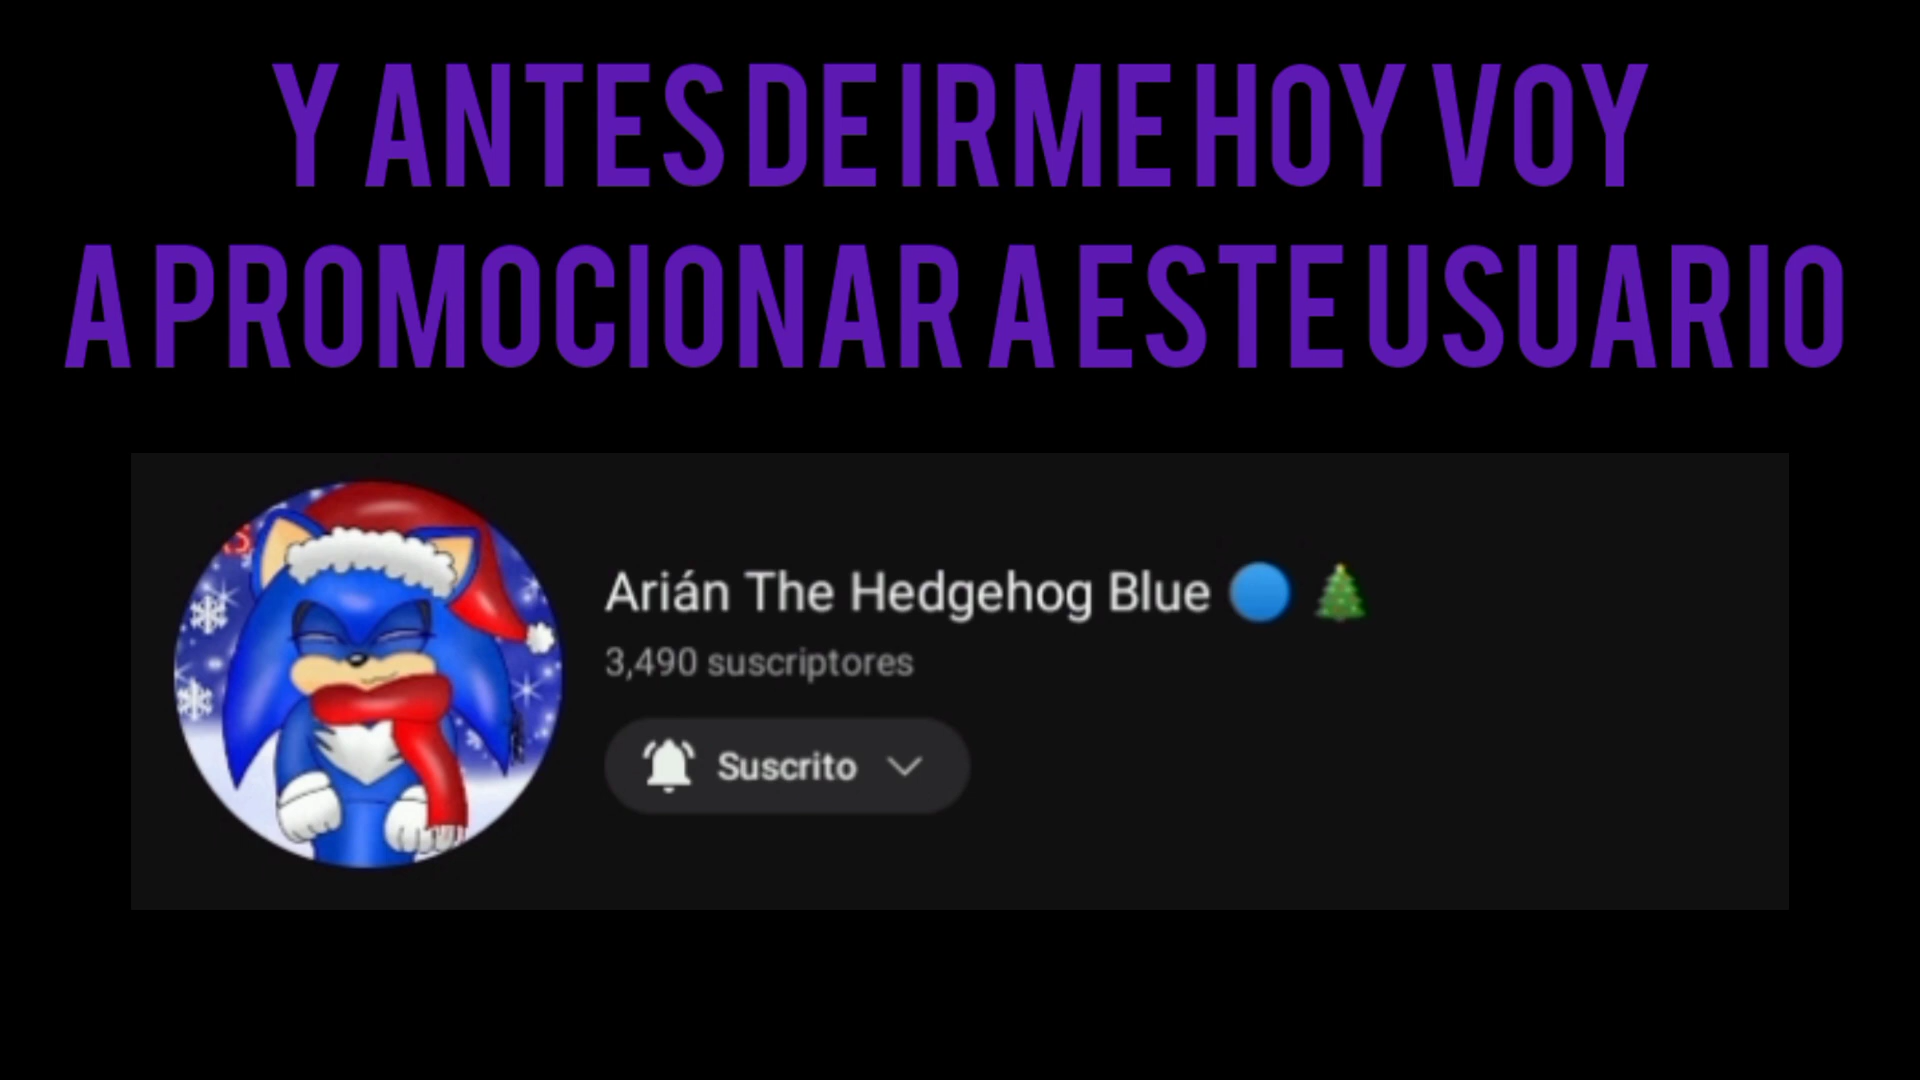 Y ANTES DE IRME HOY VOY
A PROMOCIONAR A ESTE USUARIO
Arián The Hedgehog Blue 🔵 🎄
3,490 suscriptores
Suscrito